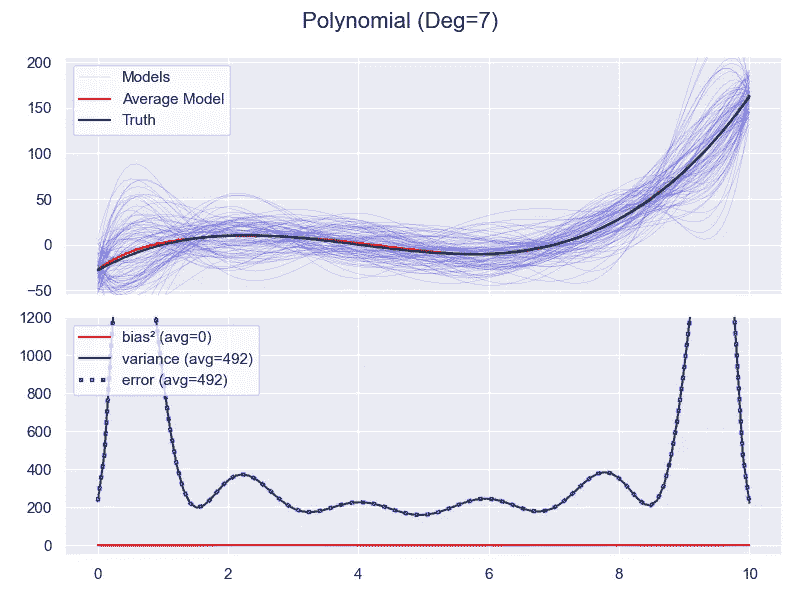 Polynomial (Deg=7)
200
150
100
50
0
−50
Models
Average Model
Truth
1200
1000
800
600
400
200
0
bias² (avg=0)
variance (avg=492)
error (avg=492)
0 2 4 6 8 10